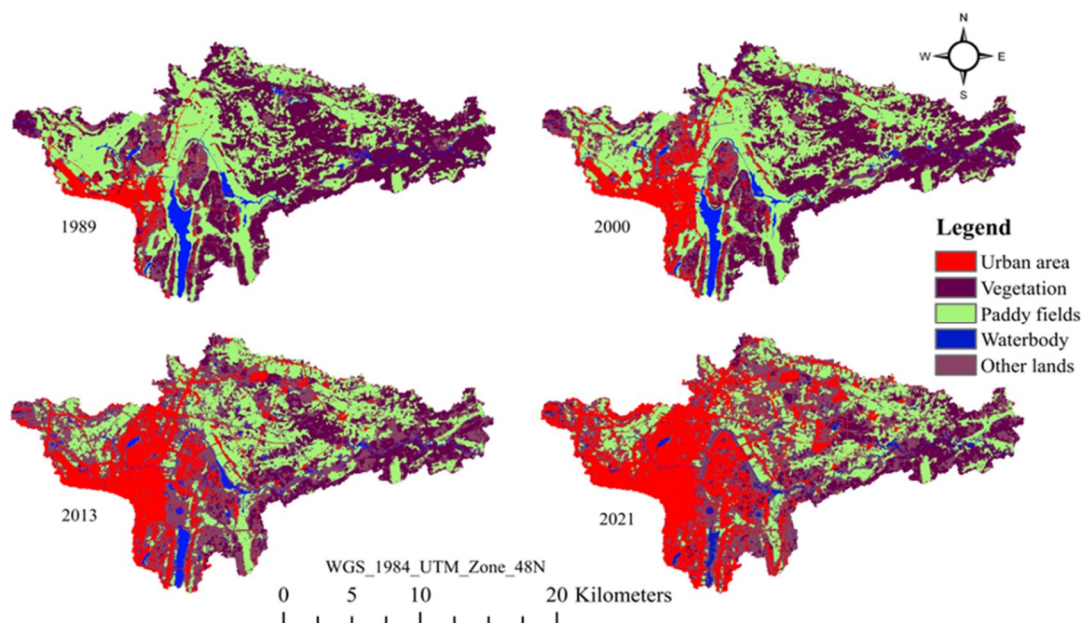 N
W E
S
1989
2000
Legend
Urban area
Vegetation
Paddy fields
Waterbody
Other lands
2013
2021
WGS_1984_UTM_Zone_48N
0 5 10 20 Kilometers